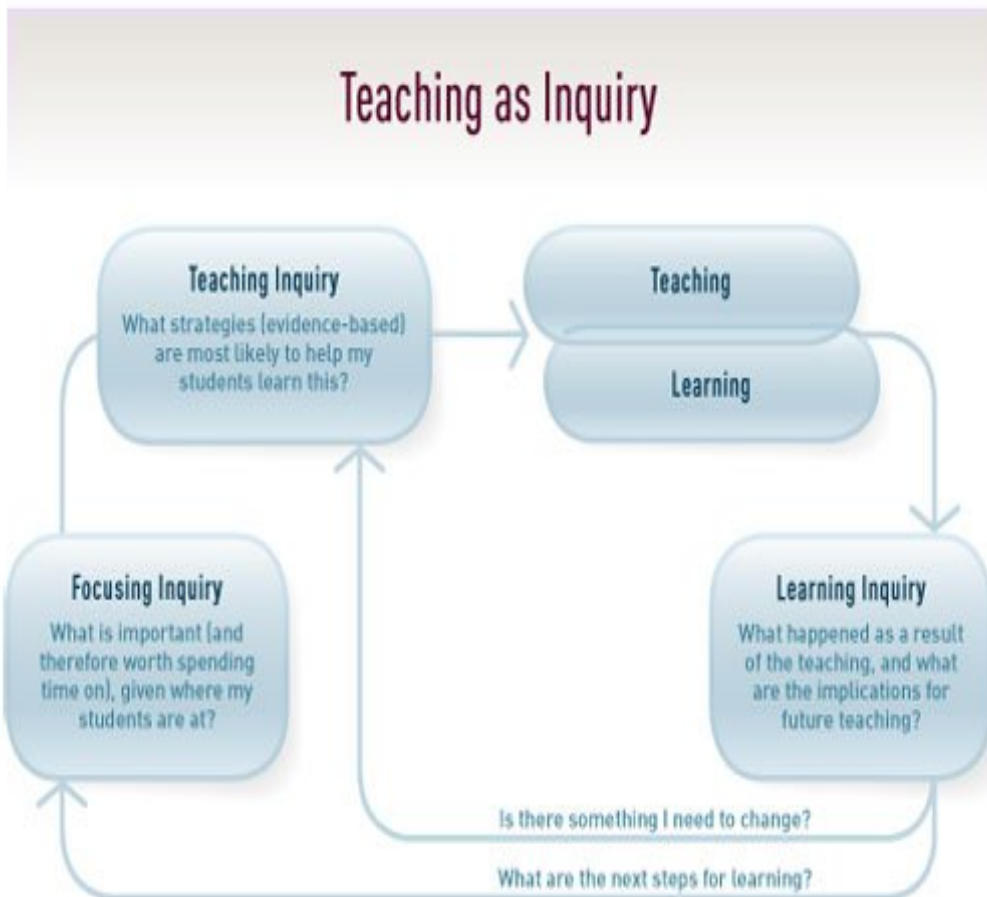 Teaching as Inquiry
Teaching Inquiry
What strategies (evidence-based)
are most likely to help my
students learn this?
Teaching
Learning
Focusing Inquiry
What is important (and
therefore worth spending
time on), given where my
students are at?
Learning Inquiry
What happened as a result
of the teaching, and what
are the implications for
future teaching?
Is there something I need to change?
What are the next steps for learning?